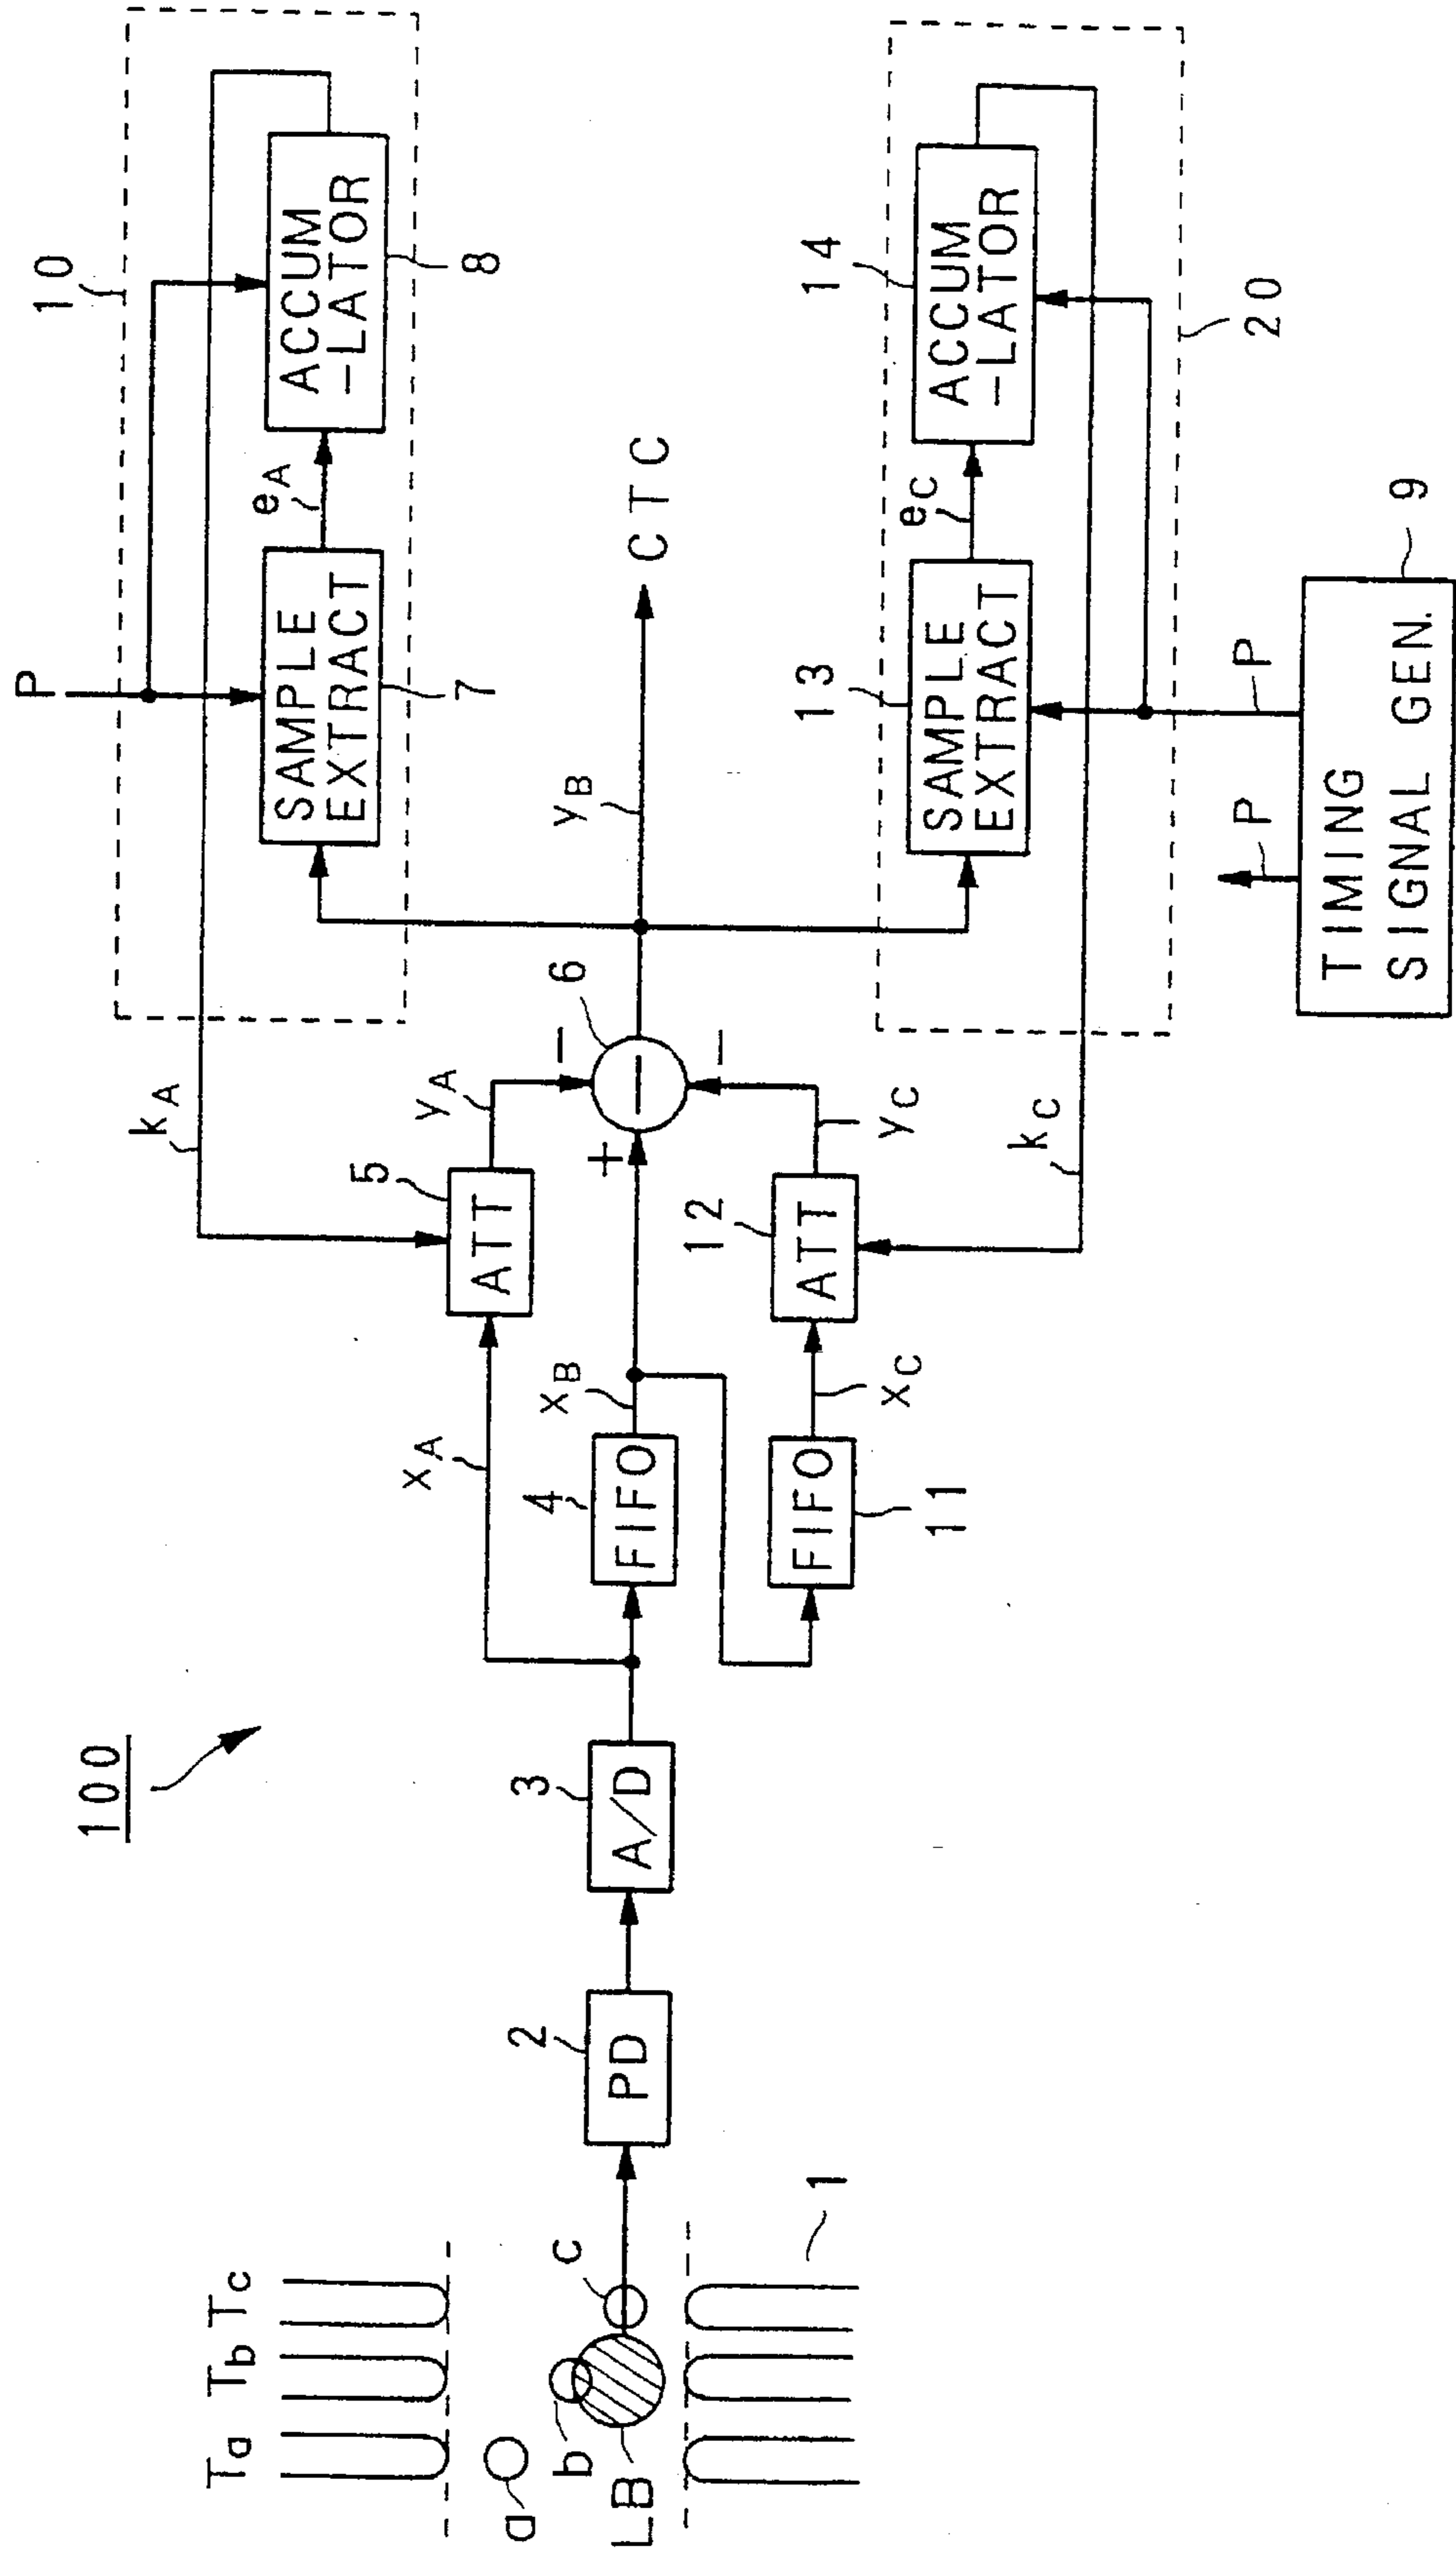 100
Ta
Tb
Tc
a
b
c
LB
1
2
PD
3
A/D
4
FIFO
xA
xB
11
FIFO
xC
5
ATT
12
ATT
kA
yA
yC
kC
+
−
−
−
6
yB
CTC
P
10
7
SAMPLE
EXTRACT
eA
8
ACCUM
-LATOR
13
SAMPLE
EXTRACT
eC
14
ACCUM
-LATOR
20
P
P
9
TIMING
SIGNAL GEN.